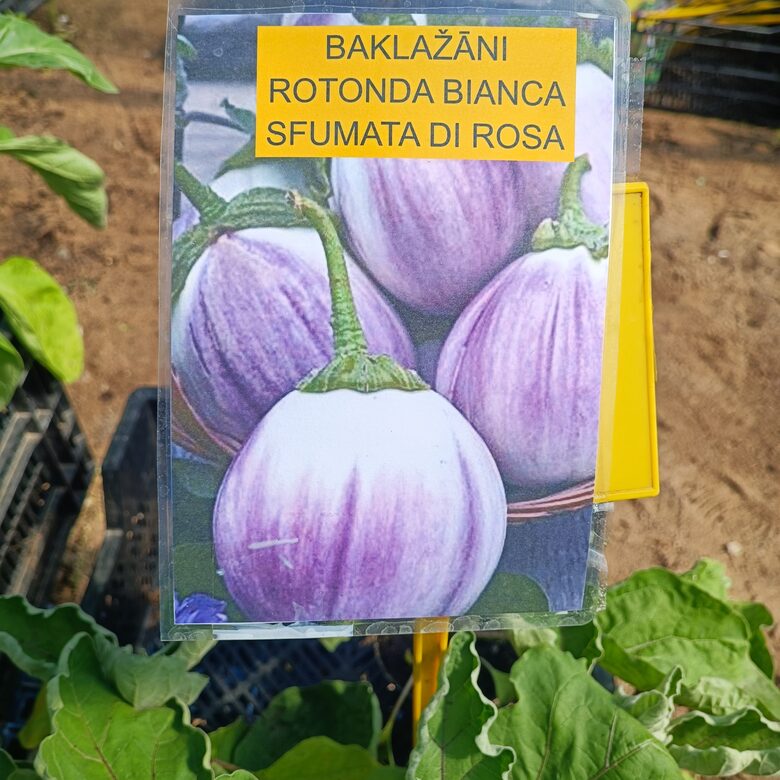 BAKLAŽĀNI
ROTONDA BIANCA
SFUMATA DI ROSA